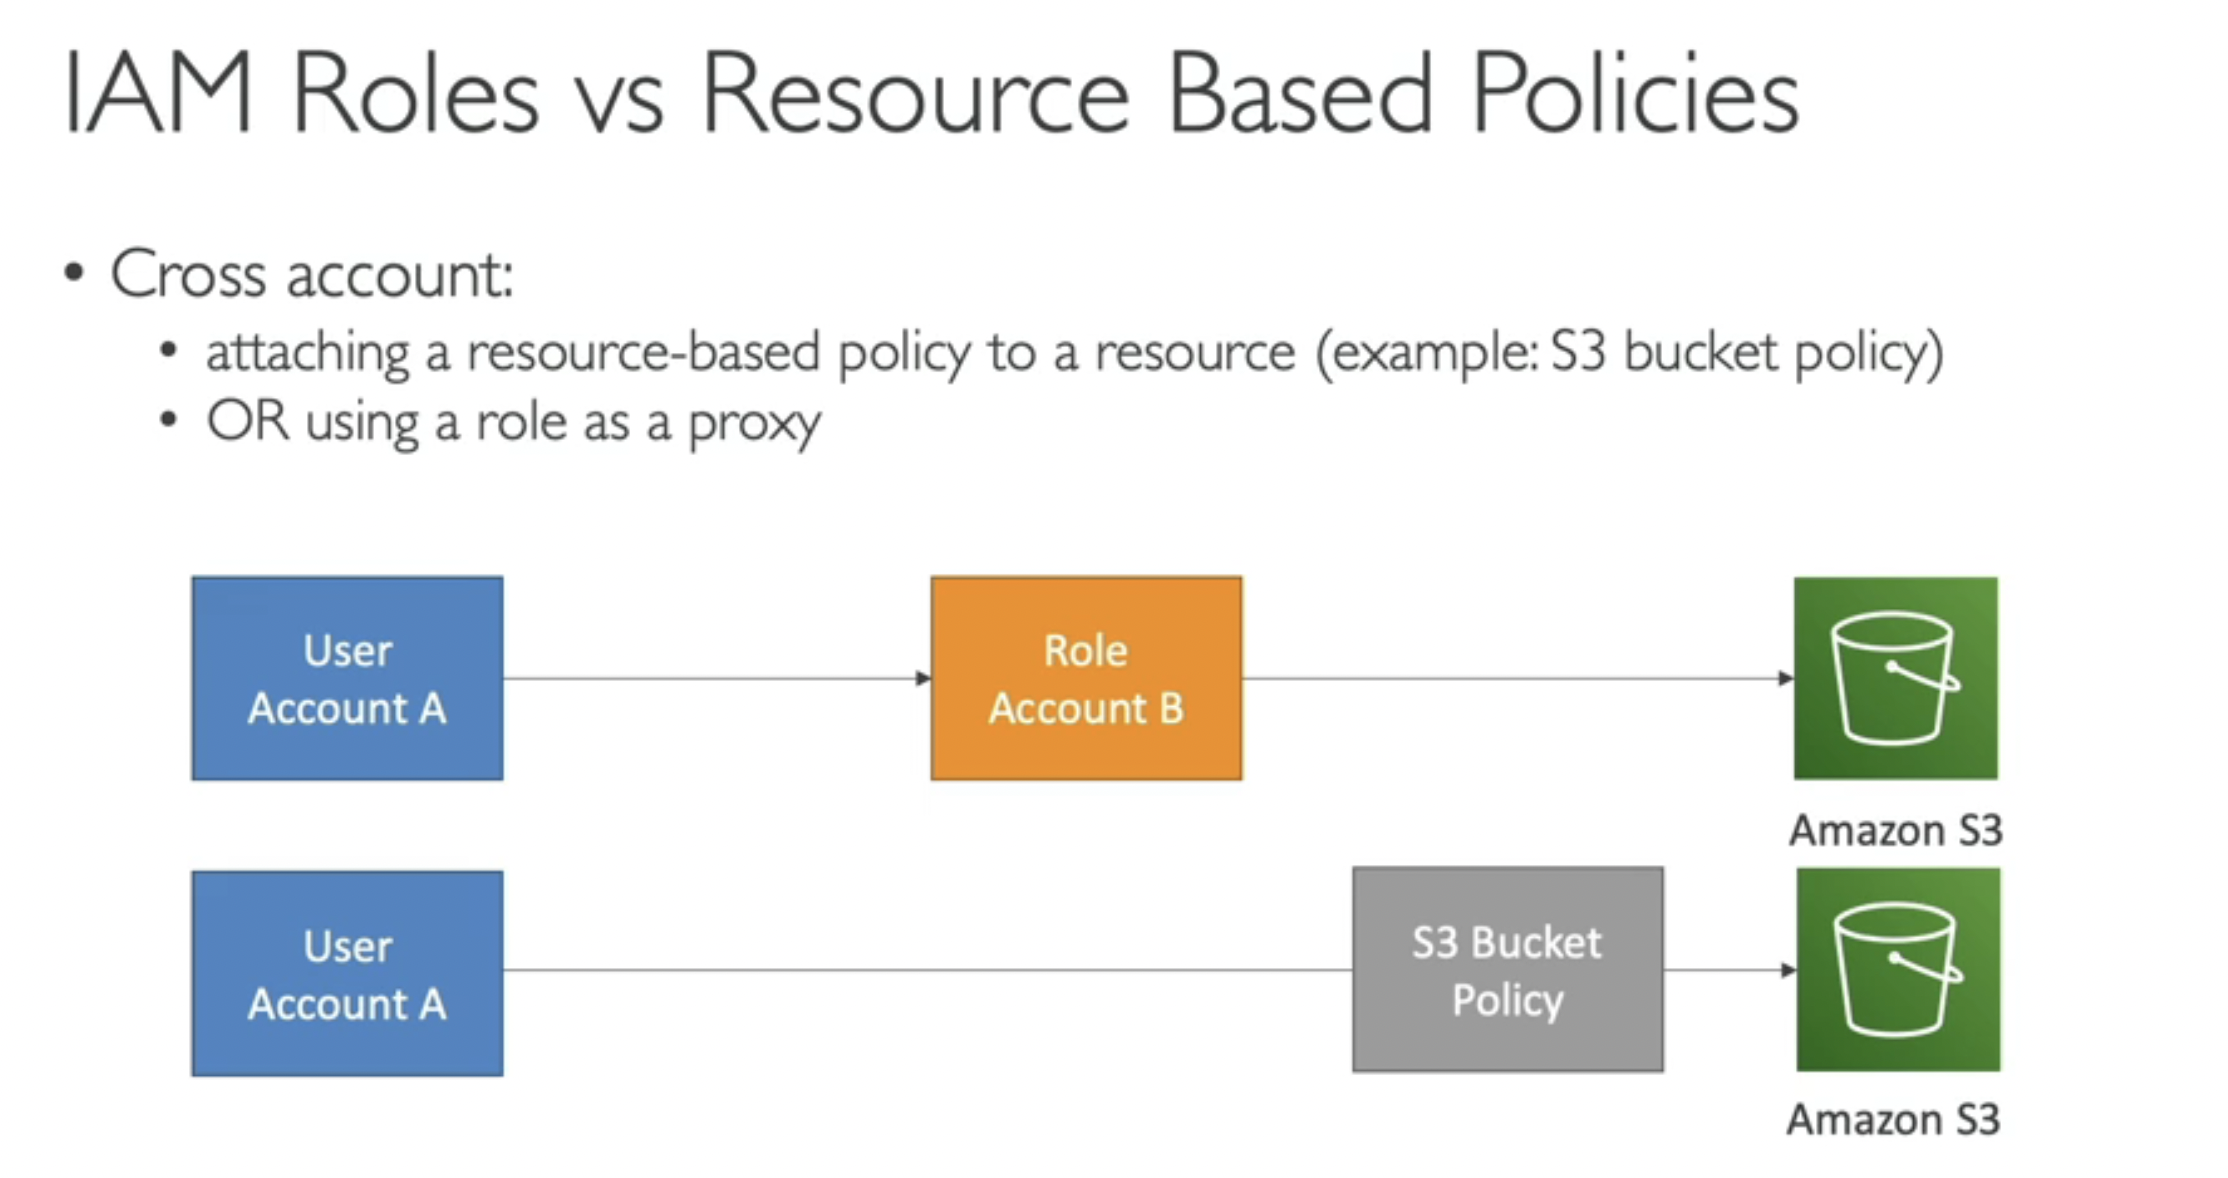 IAM Roles vs Resource Based Policies
• Cross account:
• attaching a resource-based policy to a resource (example: S3 bucket policy)
• OR using a role as a proxy
User
Account A
Role
Account B
Amazon S3
User
Account A
S3 Bucket
Policy
Amazon S3